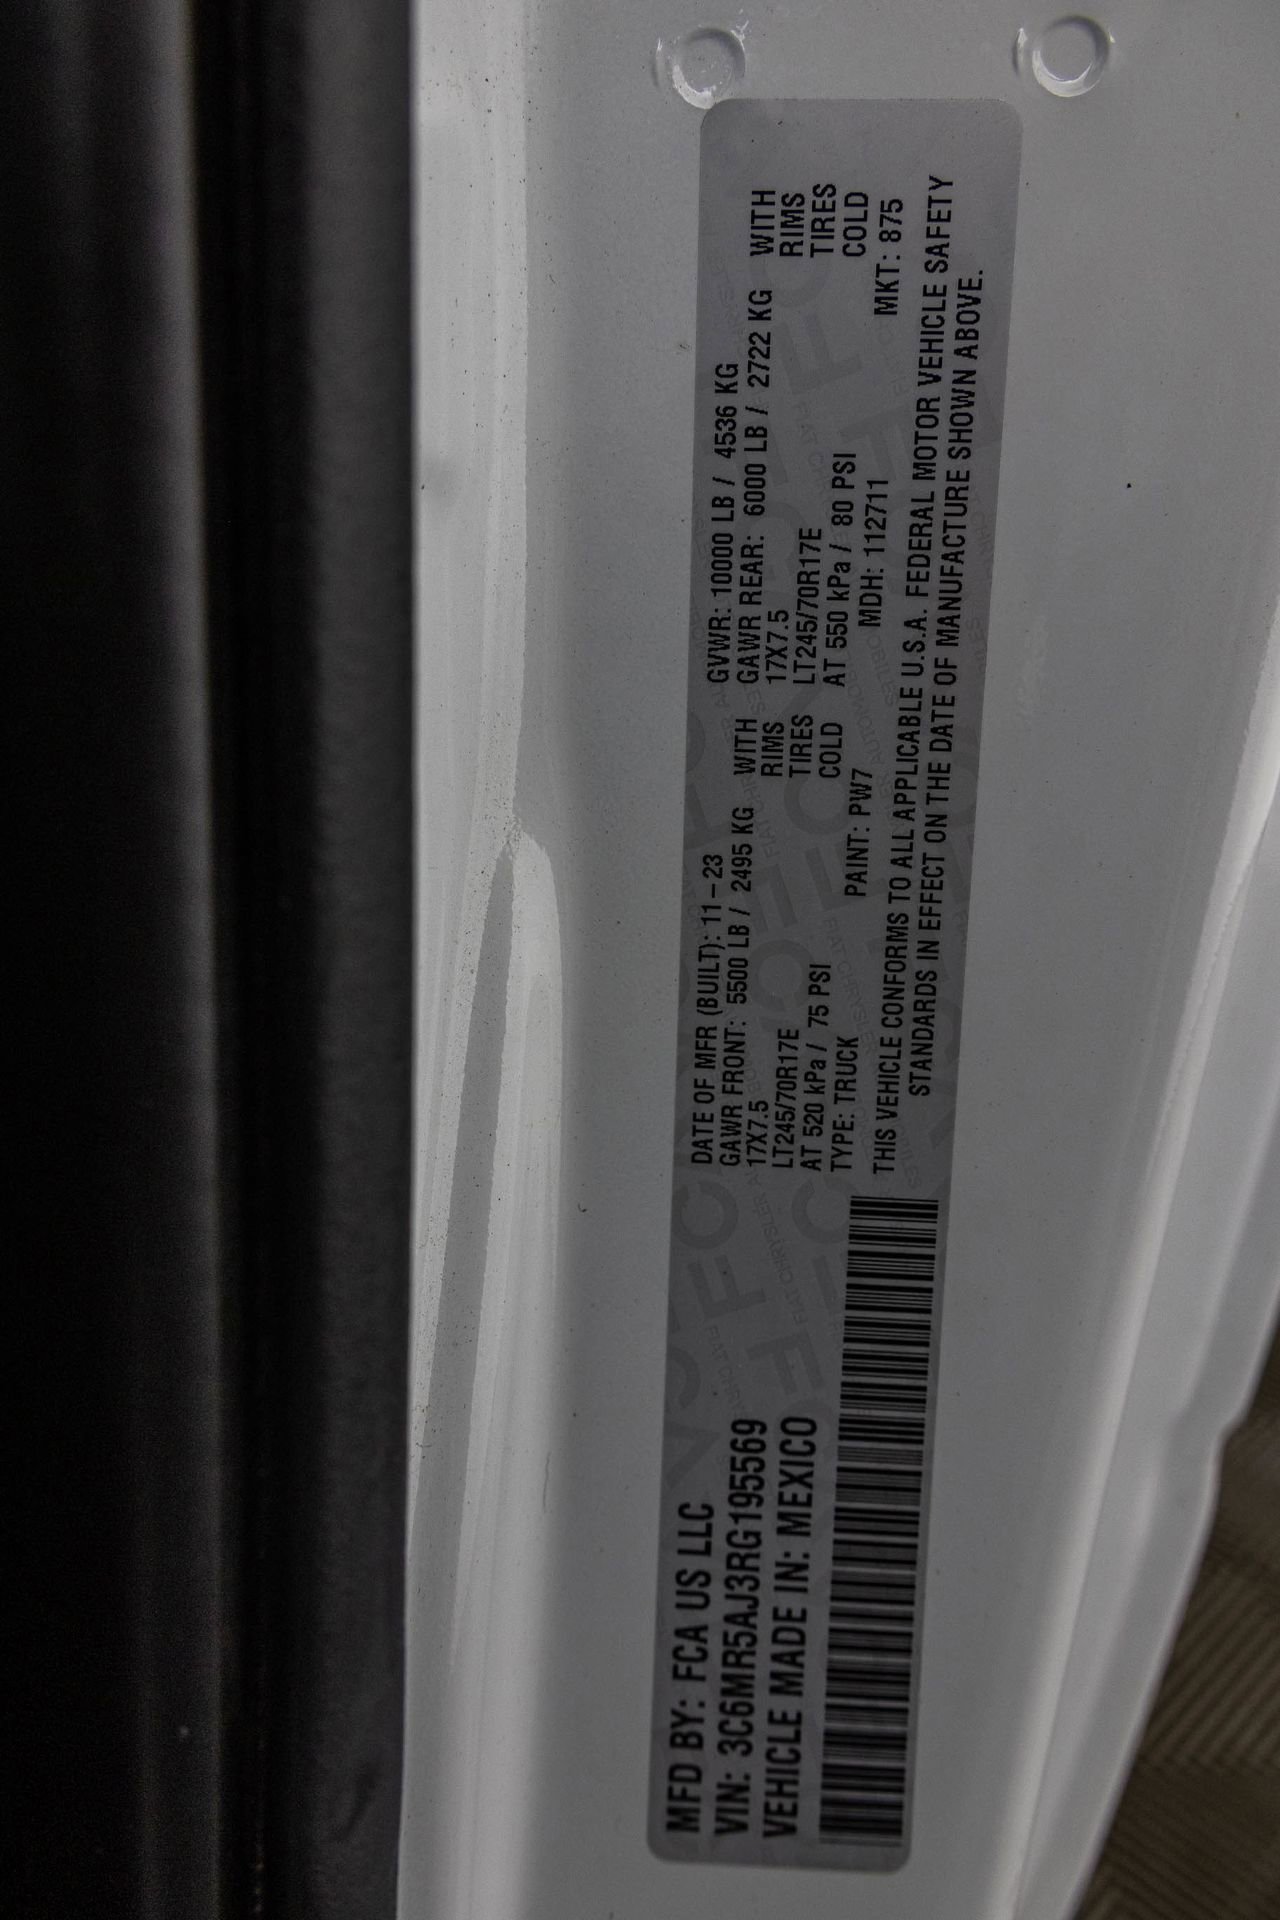 MFD BY: FCA US LLC
VIN: 3C6MR5AJ3RG195569
VEHICLE MADE IN: MEXICO
DATE OF MFR (BUILT): 11-23 GVWR: 10000 LB / 4536 KG
GAWR FRONT: 5500 LB / 2495 KG WITH GAWR REAR: 6000 LB / 2722 KG WITH
17X7.5 RIMS 17X7.5 RIMS
LT245/70R17E TIRES LT245/70R17E TIRES
AT 520 kPa / 75 PSI COLD AT 550 kPa / 80 PSI COLD
TYPE: TRUCK PAINT: PW7 MDH: 112711 MKT: 875
THIS VEHICLE CONFORMS TO ALL APPLICABLE U.S.A. FEDERAL MOTOR VEHICLE SAFETY
STANDARDS IN EFFECT ON THE DATE OF MANUFACTURE SHOWN ABOVE.